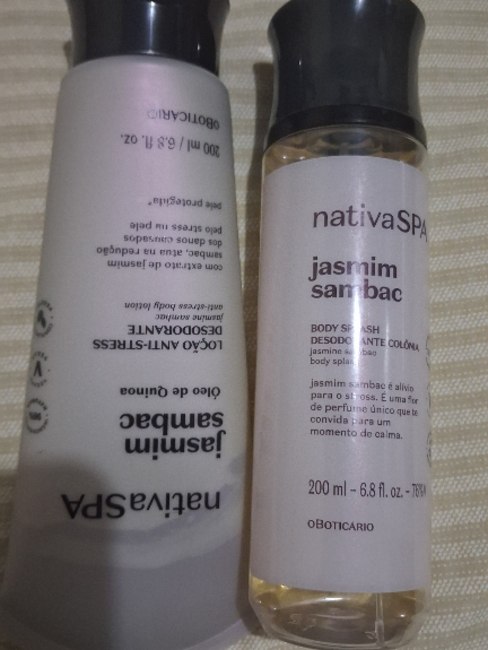 nativaSPA
jasmim
sambac
Óleo de Quinoa
LOÇÃO ANTI-STRESS
DESODORANTE
jasmine sambac
anti-stress body lotion
com extrato de jasmim
sambac, atua na redução
dos danos causados
pelo stress na pele
pele protegida*
200 ml / 6.8 fl. oz.
oBOTICÁRIO
nativaSPA
jasmim
sambac
BODY SPLASH
DESODORANTE COLÔNIA
jasmine sambac
body splash
jasmim sambac é alívio
para o stress. É uma flor
de perfume único que te
convida para um
momento de calma.
200 ml – 6.8 fl. oz. –
oBOTICÁRIO